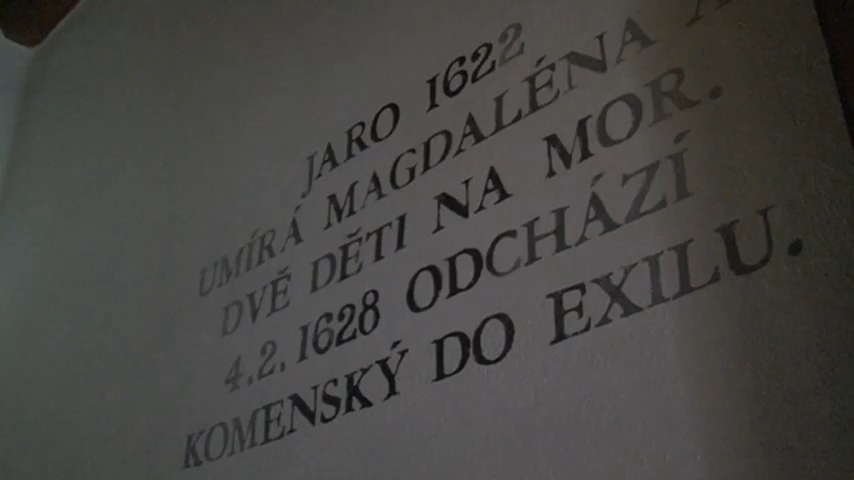 JARO 1622
UMÍRÁ MAGDALÉNA A
DVĚ DĚTI NA MOR.
4.2.1628 ODCHÁZÍ
KOMENSKÝ DO EXILU.